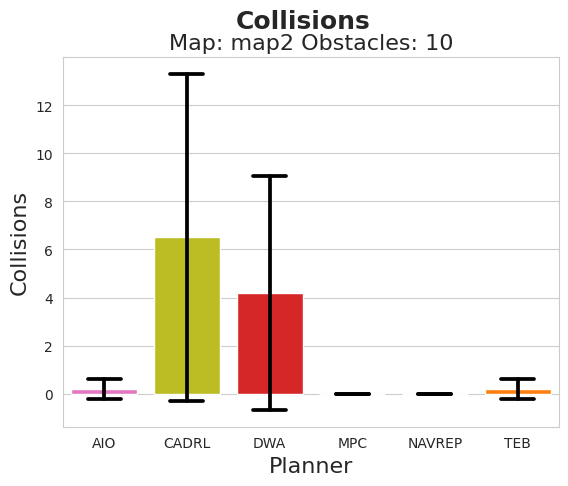 Collisions
Map: map2 Obstacles: 10
12
10
8
6
4
2
0
Collisions
AIO CADRL DWA MPC NAVREP TEB
Planner